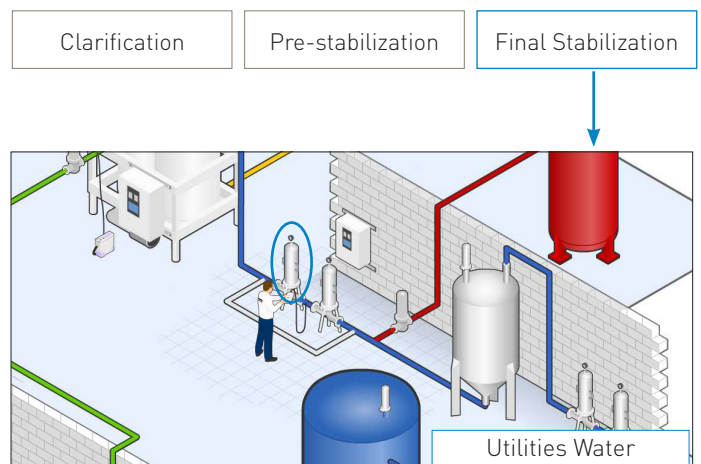 Clarification
Pre-stabilization
Final Stabilization
Utilities Water